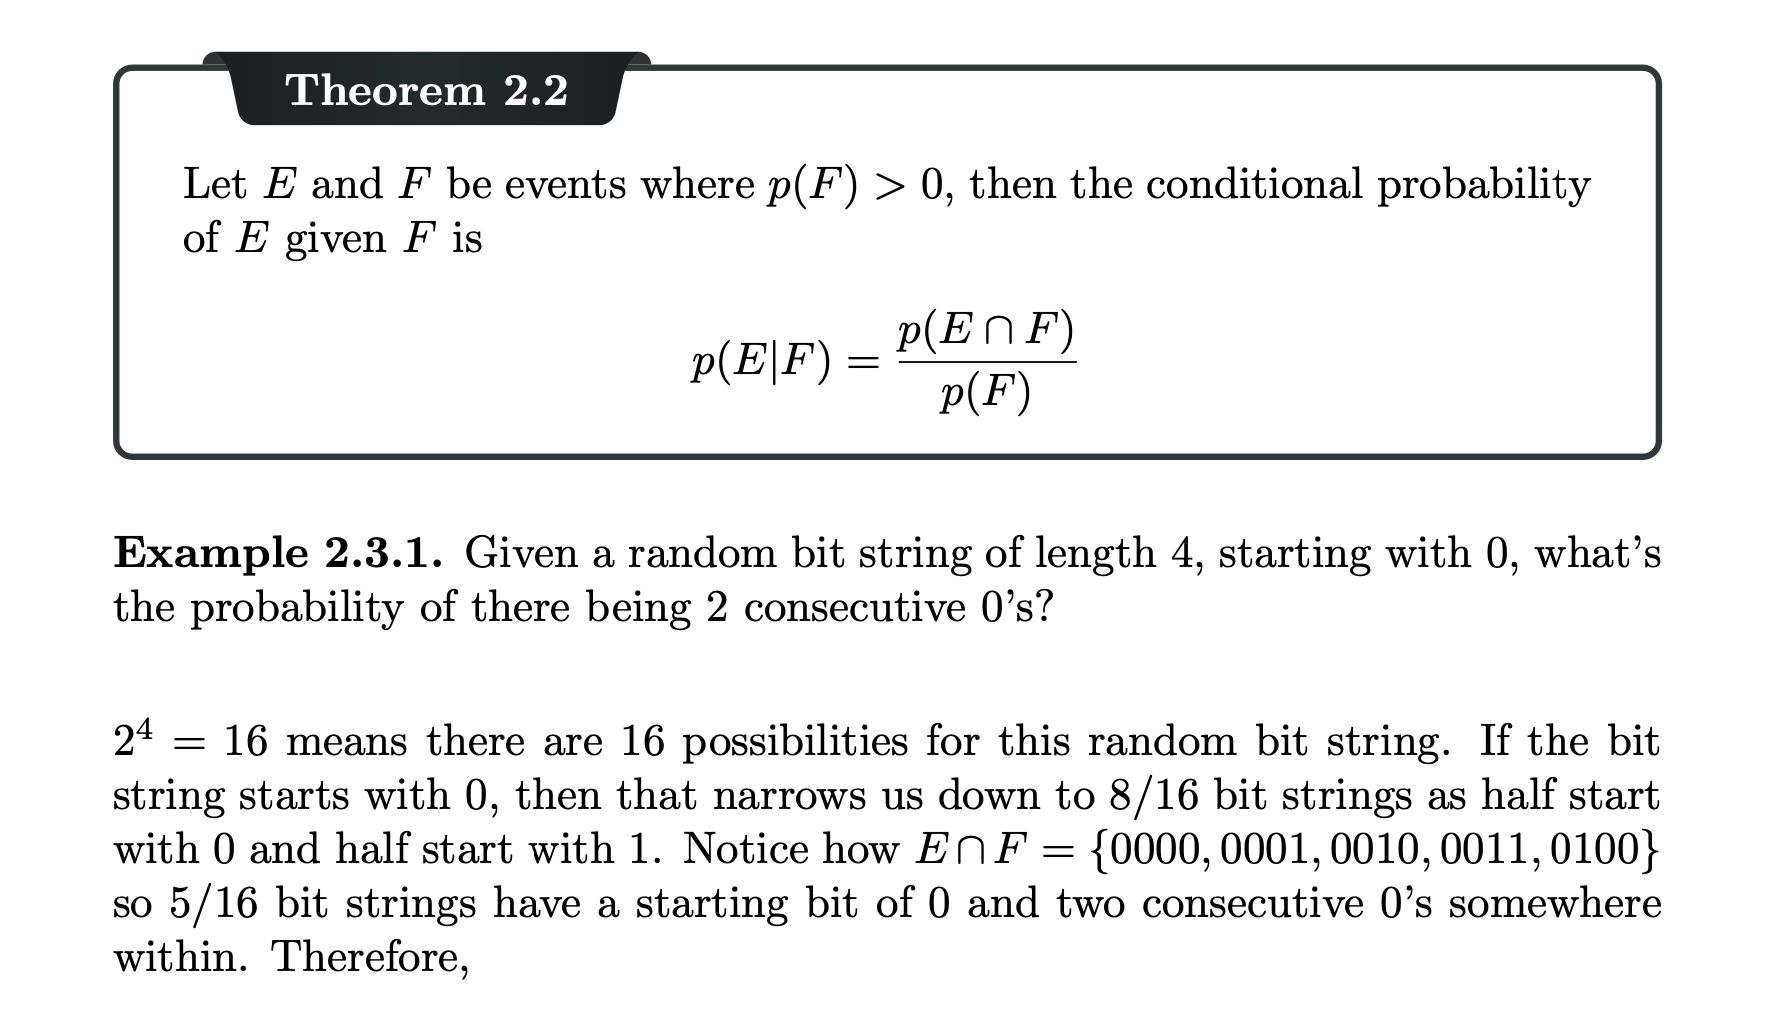 Theorem 2.2
Let E and F be events where p(F) > 0, then the conditional probability
of E given F is
p(E|F) = p(E ∩ F) / p(F)
Example 2.3.1. Given a random bit string of length 4, starting with 0, what's
the probability of there being 2 consecutive 0's?
2⁴ = 16 means there are 16 possibilities for this random bit string. If the bit
string starts with 0, then that narrows us down to 8/16 bit strings as half start
with 0 and half start with 1. Notice how E ∩ F = {0000, 0001, 0010, 0011, 0100}
so 5/16 bit strings have a starting bit of 0 and two consecutive 0's somewhere
within. Therefore,